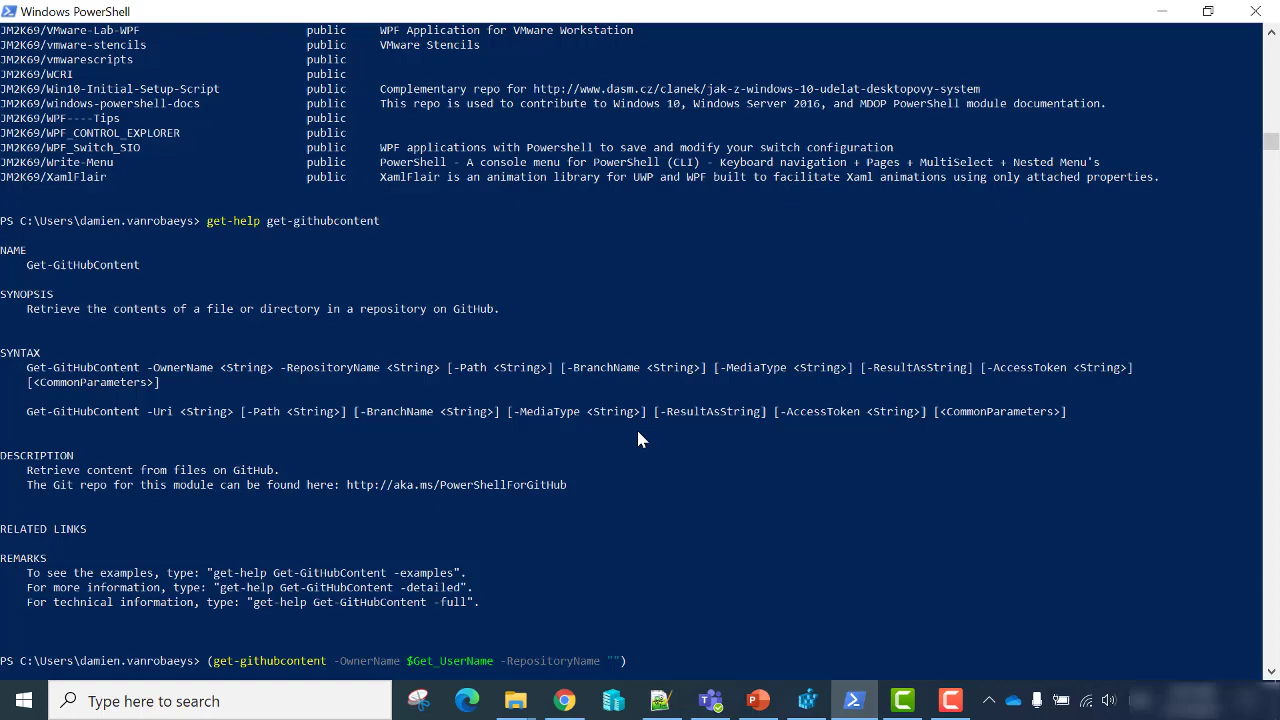 Windows PowerShell
JM2K69/VMware-Lab-WPF public WPF Application for VMware Workstation
JM2K69/vmware-stencils public VMware Stencils
JM2K69/vmwarescripts public
JM2K69/WCRI public
JM2K69/Win10-Initial-Setup-Script public Complementary repo for http://www.dasm.cz/clanek/jak-z-windows-10-udelat-desktopovy-system
JM2K69/windows-powershell-docs public This repo is used to contribute to Windows 10, Windows Server 2016, and MDOP PowerShell module documentation.
JM2K69/WPF----Tips public
JM2K69/WPF_CONTROL_EXPLORER public
JM2K69/WPF_Switch_SIO public WPF applications with Powershell to save and modify your switch configuration
JM2K69/Write-Menu public PowerShell - A console menu for PowerShell (CLI) - Keyboard navigation + Pages + MultiSelect + Nested Menu's
JM2K69/XamlFlair public XamlFlair is an animation library for UWP and WPF built to facilitate Xaml animations using only attached properties.
PS C:\Users\damien.vanrobaeys> get-help get-githubcontent
NAME
Get-GitHubContent
SYNOPSIS
Retrieve the contents of a file or directory in a repository on GitHub.
SYNTAX
Get-GitHubContent -OwnerName <String> -RepositoryName <String> [-Path <String>] [-BranchName <String>] [-MediaType <String>] [-ResultAsString] [-AccessToken <String>]
[<CommonParameters>]
Get-GitHubContent -Uri <String> [-Path <String>] [-BranchName <String>] [-MediaType <String>] [-ResultAsString] [-AccessToken <String>] [<CommonParameters>]
DESCRIPTION
Retrieve content from files on GitHub.
The Git repo for this module can be found here: http://aka.ms/PowerShellForGitHub
RELATED LINKS
REMARKS
To see the examples, type: "get-help Get-GitHubContent -examples".
For more information, type: "get-help Get-GitHubContent -detailed".
For technical information, type: "get-help Get-GitHubContent -full".
PS C:\Users\damien.vanrobaeys> (get-githubcontent -OwnerName $Get_UserName -RepositoryName "")
Type here to search